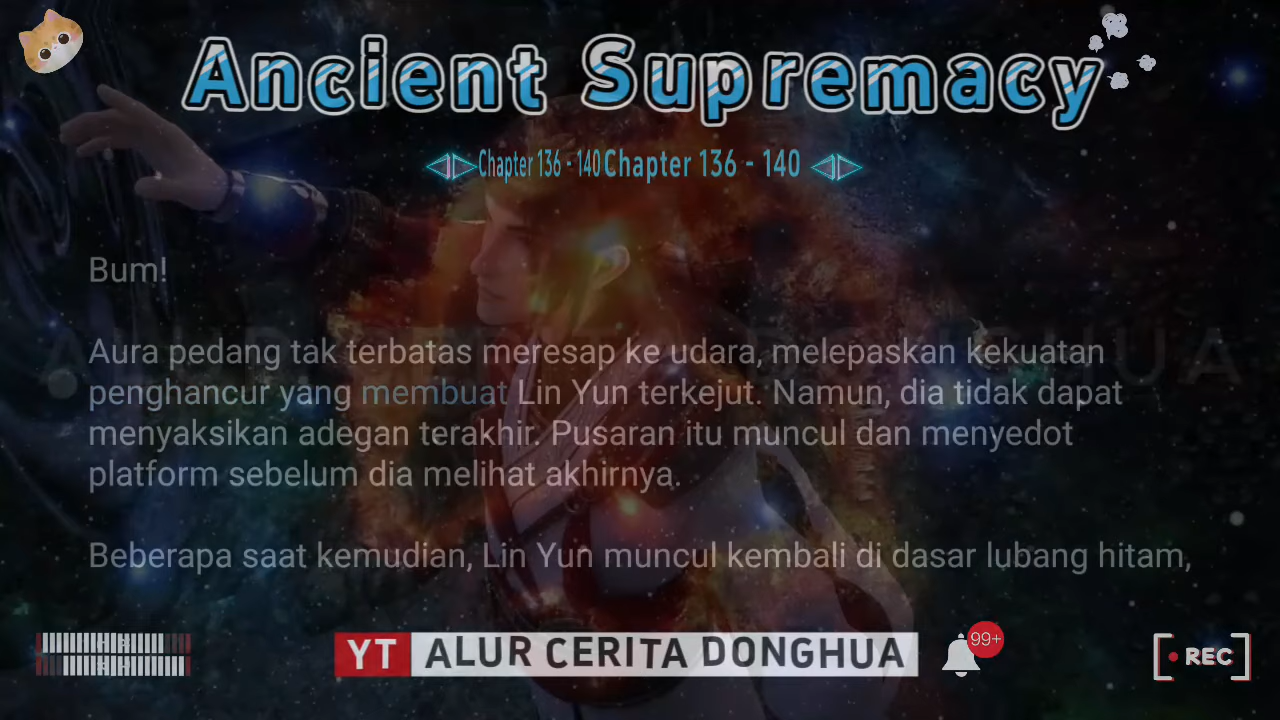 Ancient Supremacy
Chapter 136 - 140Chapter 136 - 140
Bum!
Aura pedang tak terbatas meresap ke udara, melepaskan kekuatan
penghancur yang membuat Lin Yun terkejut. Namun, dia tidak dapat
menyaksikan adegan terakhir. Pusaran itu muncul dan menyedot
platform sebelum dia melihat akhirnya.
Beberapa saat kemudian, Lin Yun muncul kembali di dasar lubang hitam,
YT ALUR CERITA DONGHUA
99+
REC